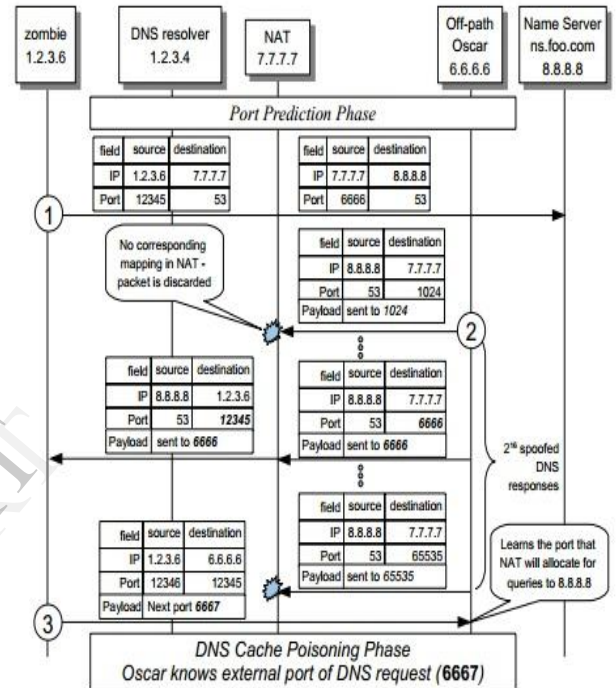 zombie
1.2.3.6
DNS resolver
1.2.3.4
NAT
7.7.7.7
Off-path
Oscar
6.6.6.6
Name Server
ns.foo.com
8.8.8.8
Port Prediction Phase
field source destination
IP 1.2.3.6 7.7.7.7
Port 12345 53
field source destination
IP 7.7.7.7 8.8.8.8
Port 6666 53
1
No corresponding
mapping in NAT -
packet is discarded
field source destination
IP 8.8.8.8 7.7.7.7
Port 53 1024
Payload sent to 1024
2
field source destination
IP 8.8.8.8 1.2.3.6
Port 53 12345
Payload sent to 6666
field source destination
IP 8.8.8.8 7.7.7.7
Port 53 6666
Payload sent to 6666
2¹⁶ spoofed
DNS
responses
field source destination
IP 8.8.8.8 7.7.7.7
Port 53 65535
Payload sent to 65535
field source destination
IP 1.2.3.6 6.6.6.6
Port 12346 12345
Payload Next port 6667
Learns the port that
NAT will allocate for
queries to 8.8.8.8
3
DNS Cache Poisoning Phase
Oscar knows external port of DNS request (6667)